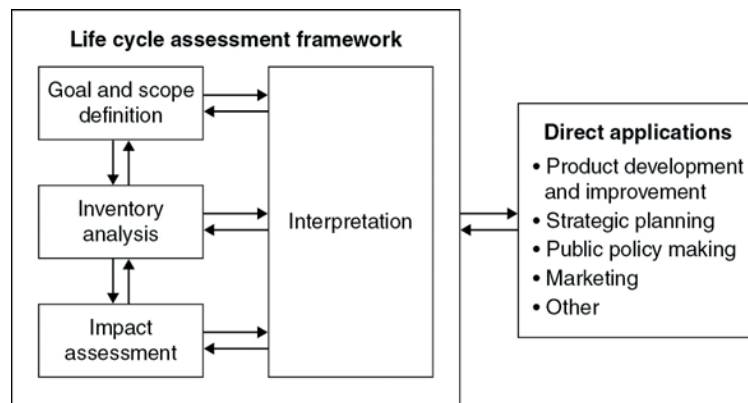 Life cycle assessment framework
Goal and scope
definition
Inventory
analysis
Impact
assessment
Interpretation
Direct applications
• Product development
and improvement
• Strategic planning
• Public policy making
• Marketing
• Other